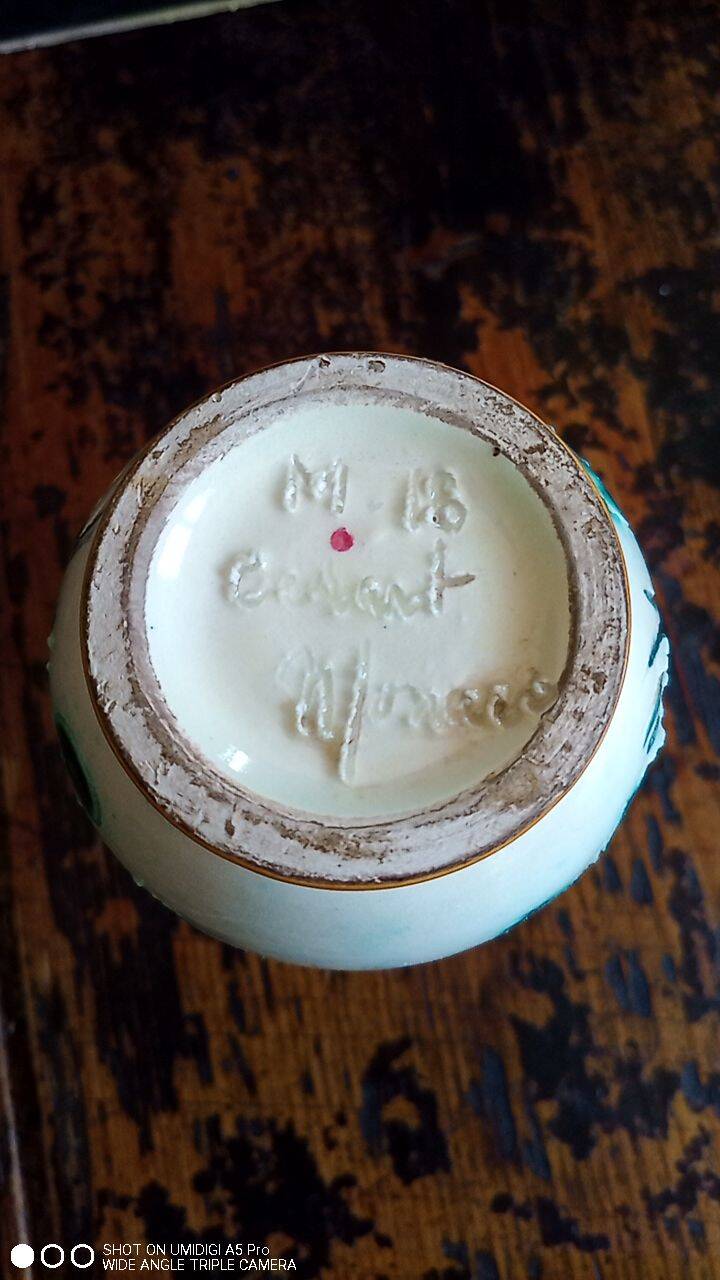 M 18
Cerart
Monaco
SHOT ON UMIDIGI A5 Pro
WIDE ANGLE TRIPLE CAMERA